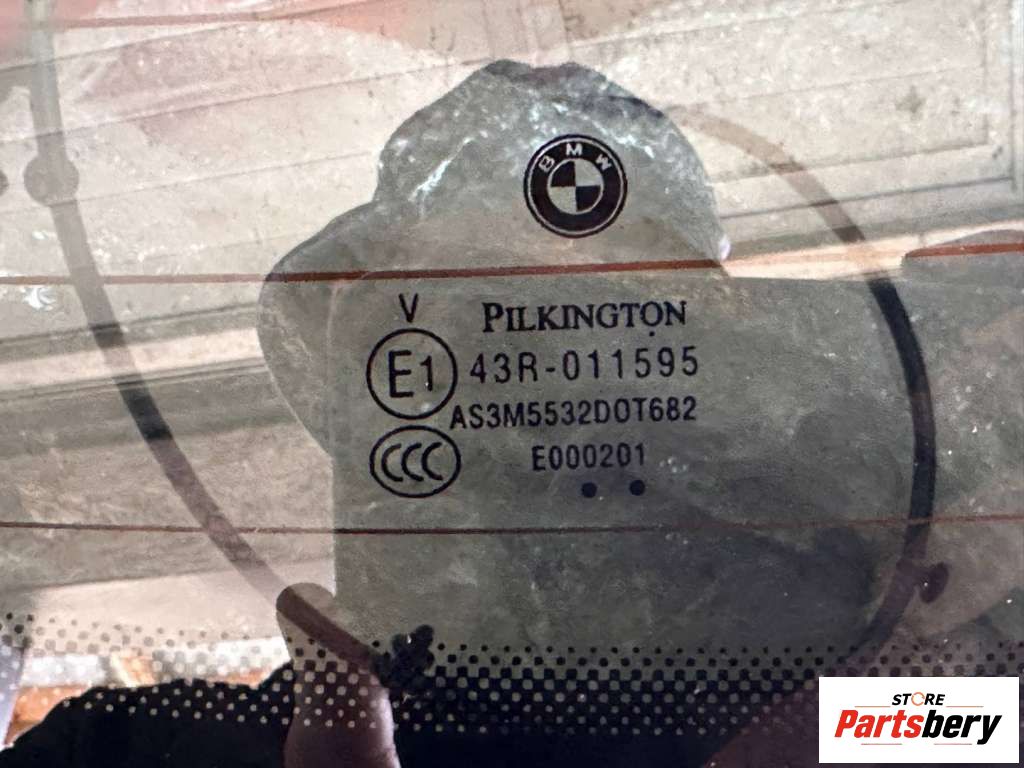 BMW
V
PILKINGTON
E1
43R-011595
AS3M5532DOT682
CCC
E000201
STORE
Partsbery